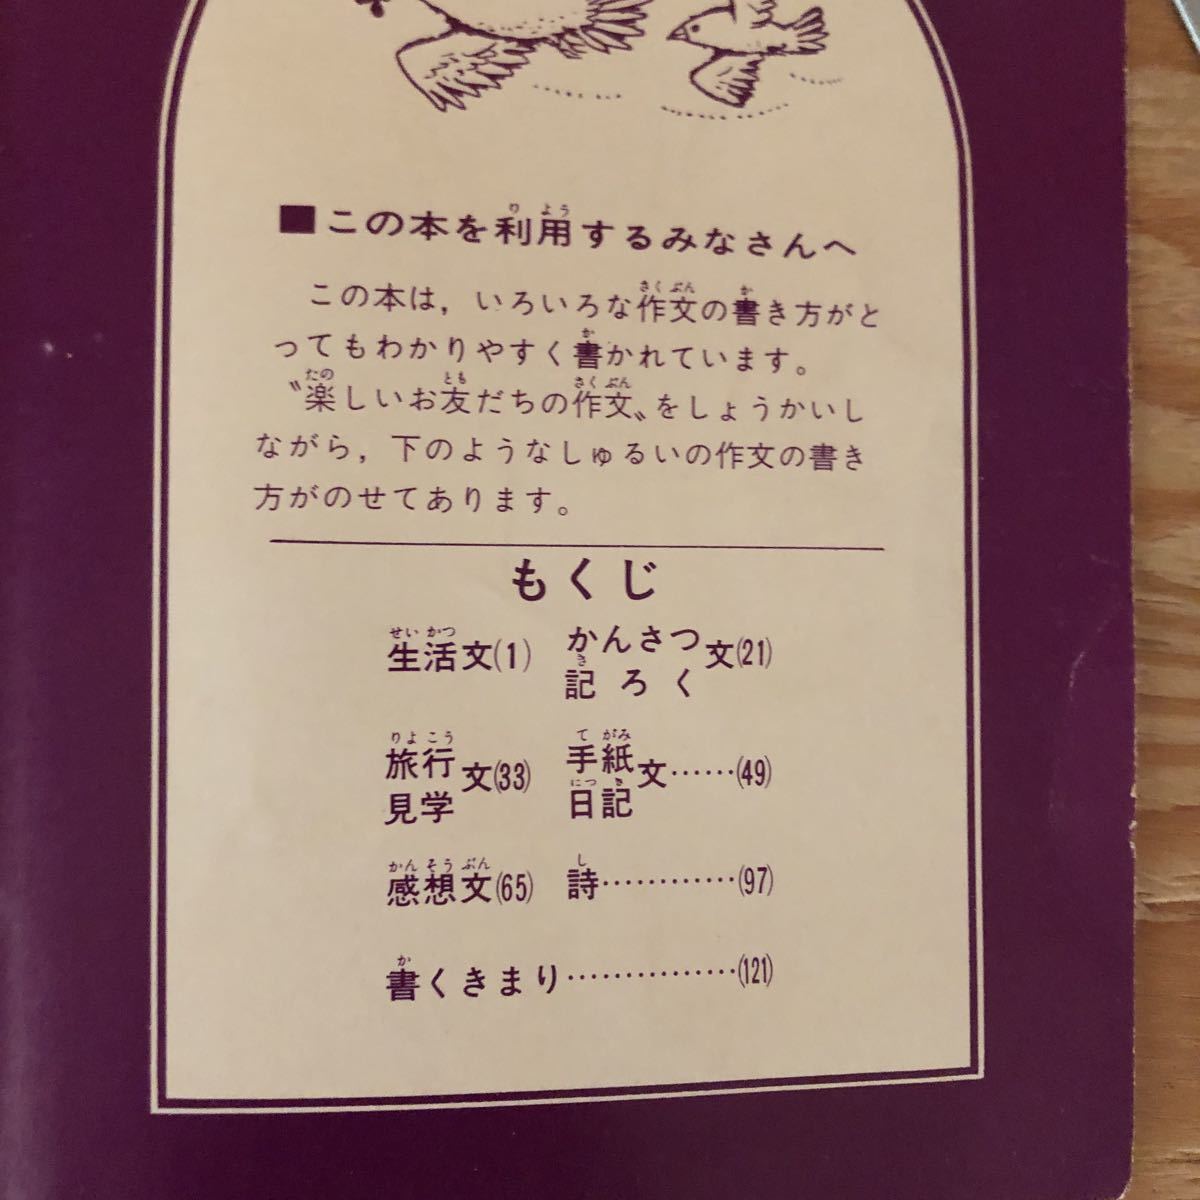 ■この本を利用するみなさんへ
この本は，いろいろな作文の書き方がと
ってもわかりやすく書かれています。
〝楽しいお友だちの作文〟をしょうかいし
ながら，下のようなしゅるいの作文の書き
方がのせてあります。
もくじ
生活文(1) かんさつ記ろく文(21)
旅行見学文(33) 手紙日記文……(49)
感想文(65) 詩…………(97)
書くきまり……………(121)